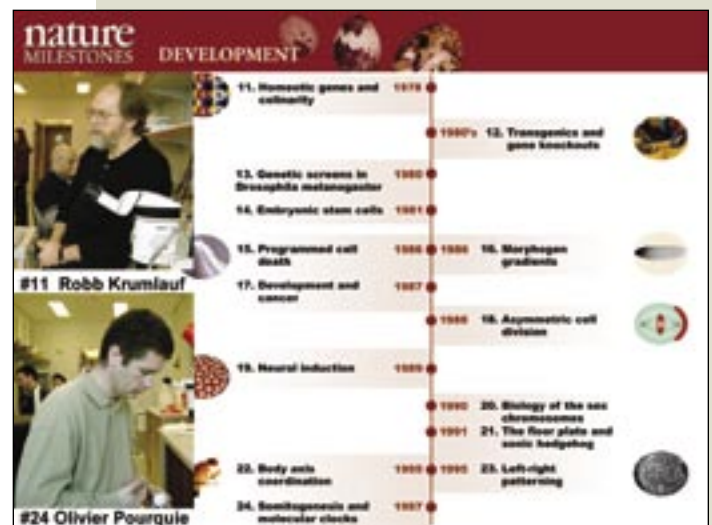 nature
MILESTONES DEVELOPMENT
11. Homeotic genes and
colinearity
1978
1980's 12. Transgenics and
gene knockouts
13. Genetic screens in
Drosophila melanogaster
1980
14. Embryonic stem cells 1981
15. Programmed cell
death
1986 1986 16. Morphogen
gradients
#11 Robb Krumlauf
17. Development and
cancer
1987
1988 18. Asymmetric cell
division
19. Neural induction 1989
1990 20. Biology of the sex
chromosomes
1991 21. The floor plate and
sonic hedgehog
22. Body axis
coordination
1995 1995 23. Left-right
patterning
24. Somitogenesis and
molecular clocks
1997
#24 Olivier Pourquie